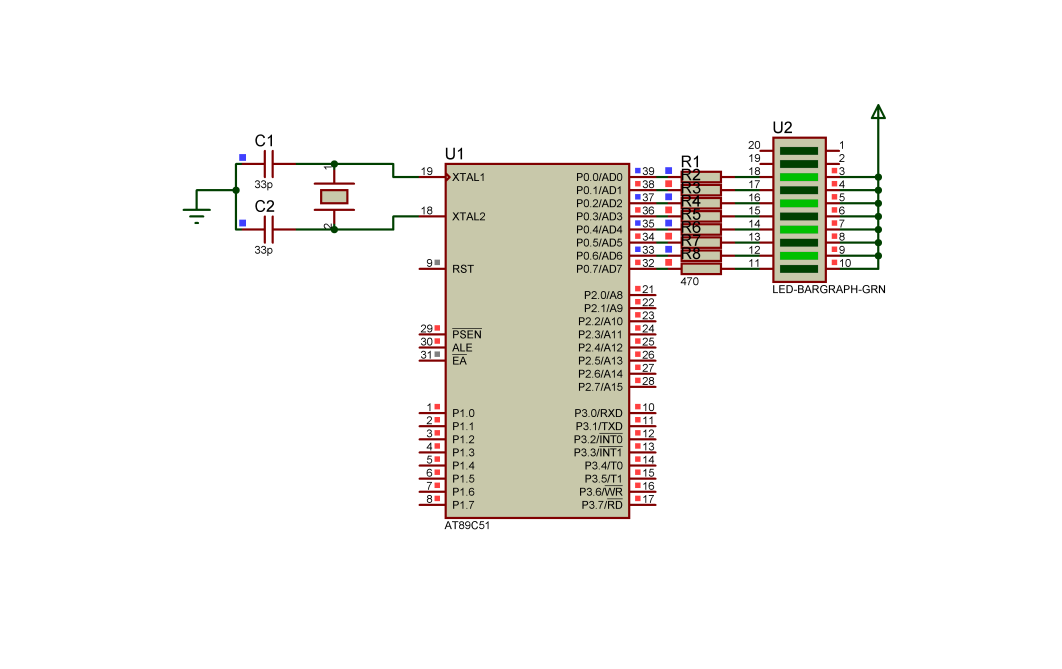 C1
33p
1
C2
33p
2
U1
19 XTAL1
18 XTAL2
9 RST
29 PSEN
30 ALE
31 EA
1 P1.0
2 P1.1
3 P1.2
4 P1.3
5 P1.4
6 P1.5
7 P1.6
8 P1.7
P0.0/AD0 39
P0.1/AD1 38
P0.2/AD2 37
P0.3/AD3 36
P0.4/AD4 35
P0.5/AD5 34
P0.6/AD6 33
P0.7/AD7 32
P2.0/A8 21
P2.1/A9 22
P2.2/A10 23
P2.3/A11 24
P2.4/A12 25
P2.5/A13 26
P2.6/A14 27
P2.7/A15 28
P3.0/RXD 10
P3.1/TXD 11
P3.2/INT0 12
P3.3/INT1 13
P3.4/T0 14
P3.5/T1 15
P3.6/WR 16
P3.7/RD 17
AT89C51
R1
R2
R3
R4
R5
R6
R7
R8
470
U2
20 1
19 2
18 3
17 4
16 5
15 6
14 7
13 8
12 9
11 10
LED-BARGRAPH-GRN